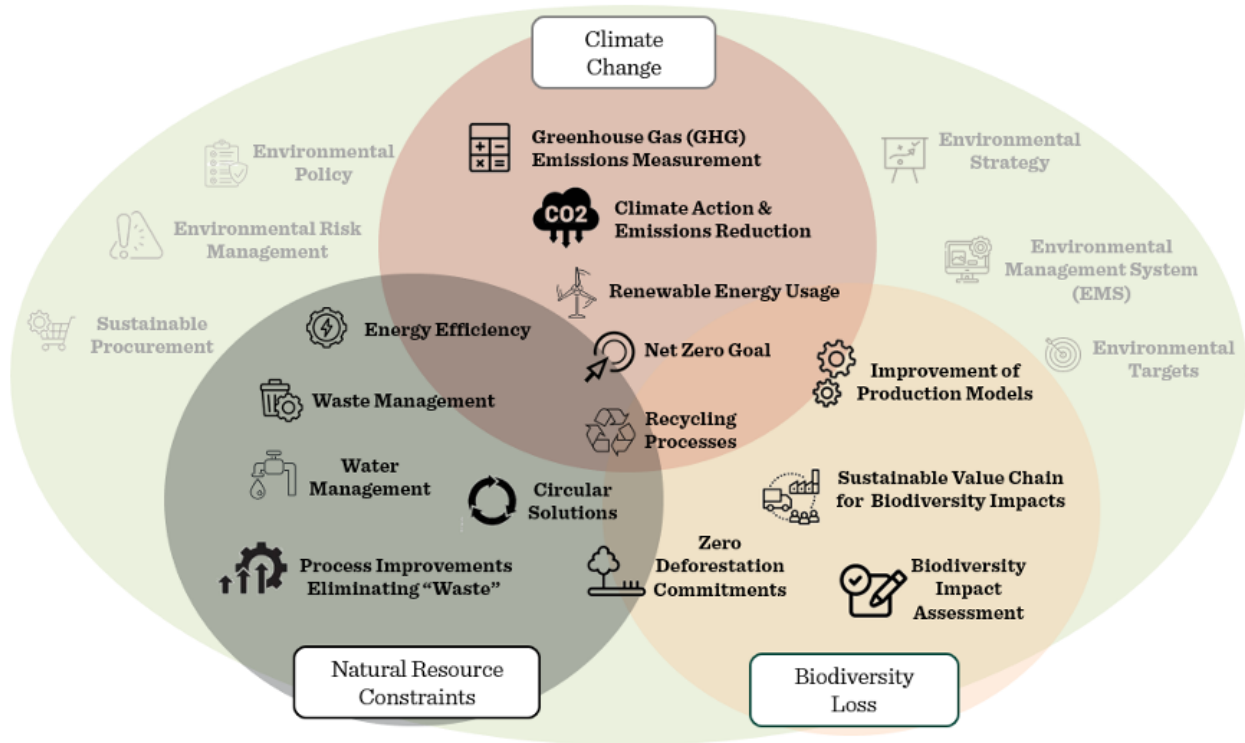 Climate
Change
Greenhouse Gas (GHG)
Emissions Measurement
Environmental
Policy
Environmental
Strategy
CO2
Climate Action &
Emissions Reduction
Environmental Risk
Management
Environmental
Management System
(EMS)
Renewable Energy Usage
Sustainable
Procurement
Energy Efficiency
Net Zero Goal
Environmental
Targets
Improvement of
Production Models
Waste Management
Recycling
Processes
Water
Management
Circular
Solutions
Sustainable Value Chain
for Biodiversity Impacts
Process Improvements
Eliminating “Waste”
Zero
Deforestation
Commitments
Biodiversity
Impact
Assessment
Natural Resource
Constraints
Biodiversity
Loss